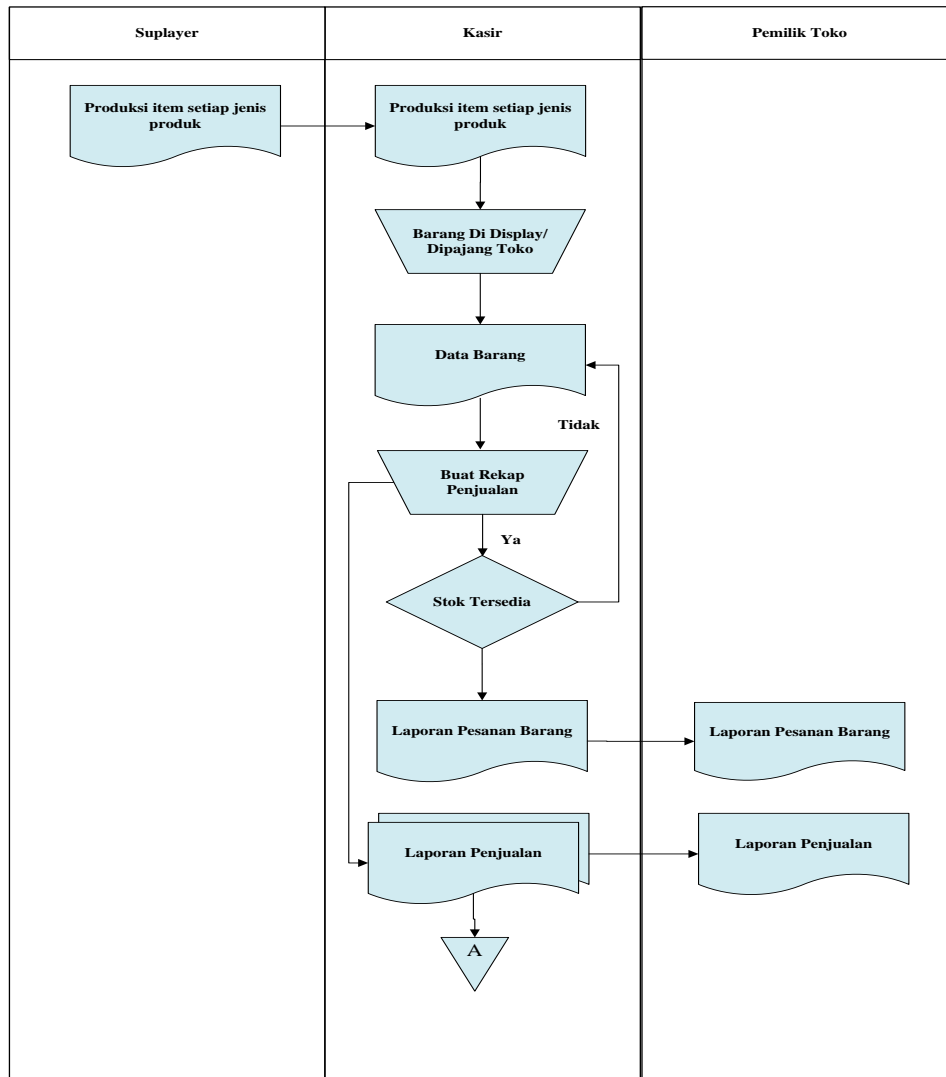 Suplayer
Kasir
Pemilik Toko
Produksi item setiap jenis
produk
Produksi item setiap jenis
produk
Barang Di Display/
Dipajang Toko
Data Barang
Tidak
Buat Rekap
Penjualan
Ya
Stok Tersedia
Laporan Pesanan Barang
Laporan Pesanan Barang
Laporan Penjualan
Laporan Penjualan
A